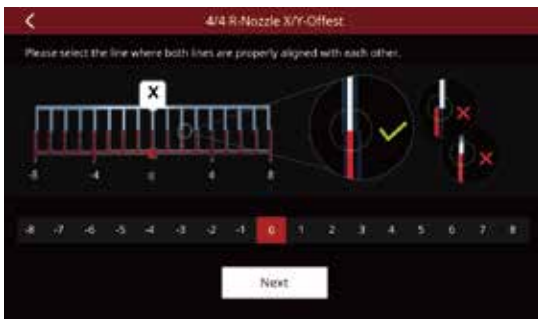 4/4 R-Nozzle X/Y-Offest
Please select the line where both lines are properly aligned with each other.
X
-8 -4 0 4 8
-8 -7 -6 -5 -4 -3 -2 -1 0 1 2 3 4 5 6 7 8
Next